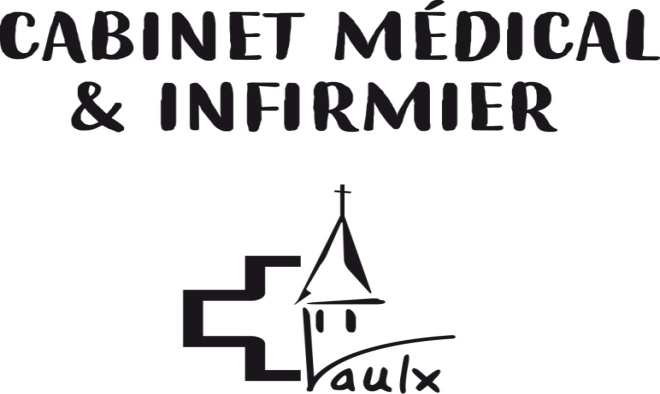 CABINET MÉDICAL
& INFIRMIER
Vaulx